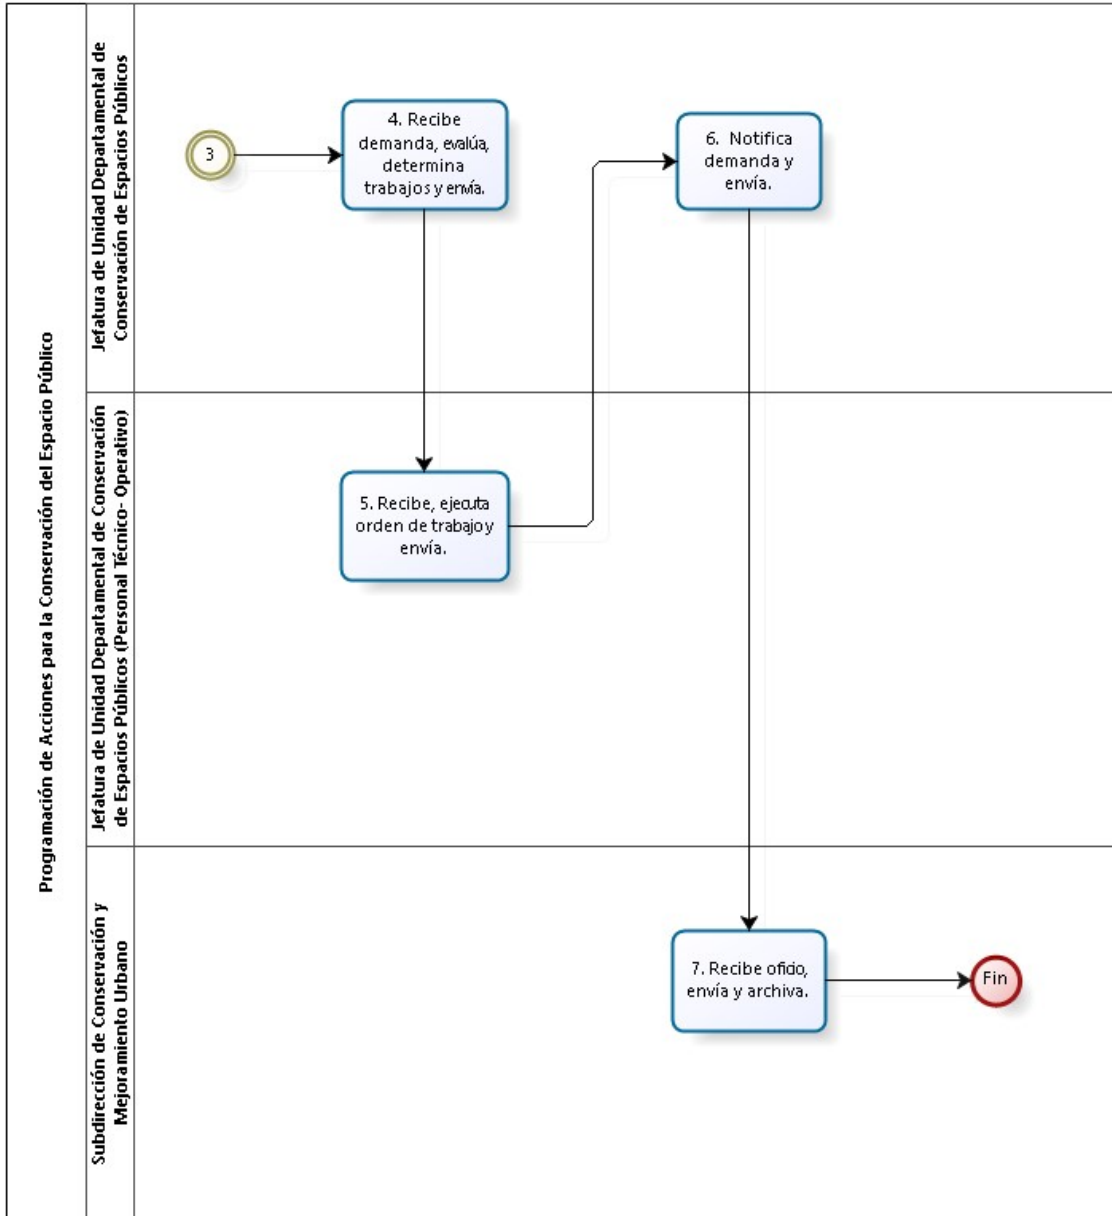 Programación de Acciones para la Conservación del Espacio Público
Jefatura de Unidad Departamental de
Conservación de Espacios Públicos
3
4. Recibe
demanda, evalúa,
determina
trabajos y envía.
6. Notifica
demanda y
envía.
Jefatura de Unidad Departamental de Conservación
de Espacios Públicos (Personal Técnico- Operativo)
5. Recibe, ejecuta
orden de trabajo y
envía.
Subdirección de Conservación y
Mejoramiento Urbano
7. Recibe oficio,
envía y archiva.
Fin